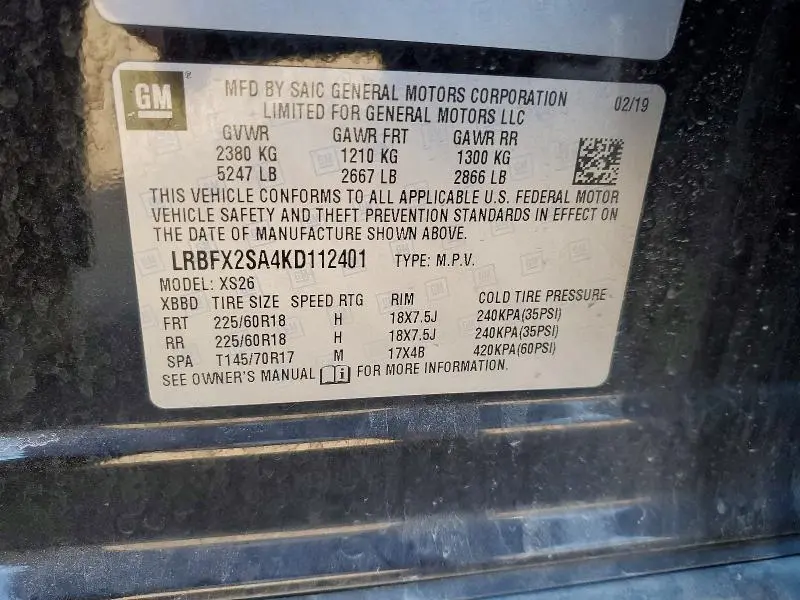 GM ®
MFD BY SAIC GENERAL MOTORS CORPORATION 02/19
LIMITED FOR GENERAL MOTORS LLC
GVWR GAWR FRT GAWR RR
2380 KG 1210 KG 1300 KG
5247 LB 2667 LB 2866 LB
THIS VEHICLE CONFORMS TO ALL APPLICABLE U.S. FEDERAL MOTOR
VEHICLE SAFETY AND THEFT PREVENTION STANDARDS IN EFFECT ON
THE DATE OF MANUFACTURE SHOWN ABOVE.
LRBFX2SA4KD112401 TYPE: M.P.V.
MODEL: XS26
XBBD TIRE SIZE SPEED RTG RIM COLD TIRE PRESSURE
FRT 225/60R18 H 18X7.5J 240KPA(35PSI)
RR 225/60R18 H 18X7.5J 240KPA(35PSI)
SPA T145/70R17 M 17X4B 420KPA(60PSI)
SEE OWNER'S MANUAL i FOR MORE INFORMATION.